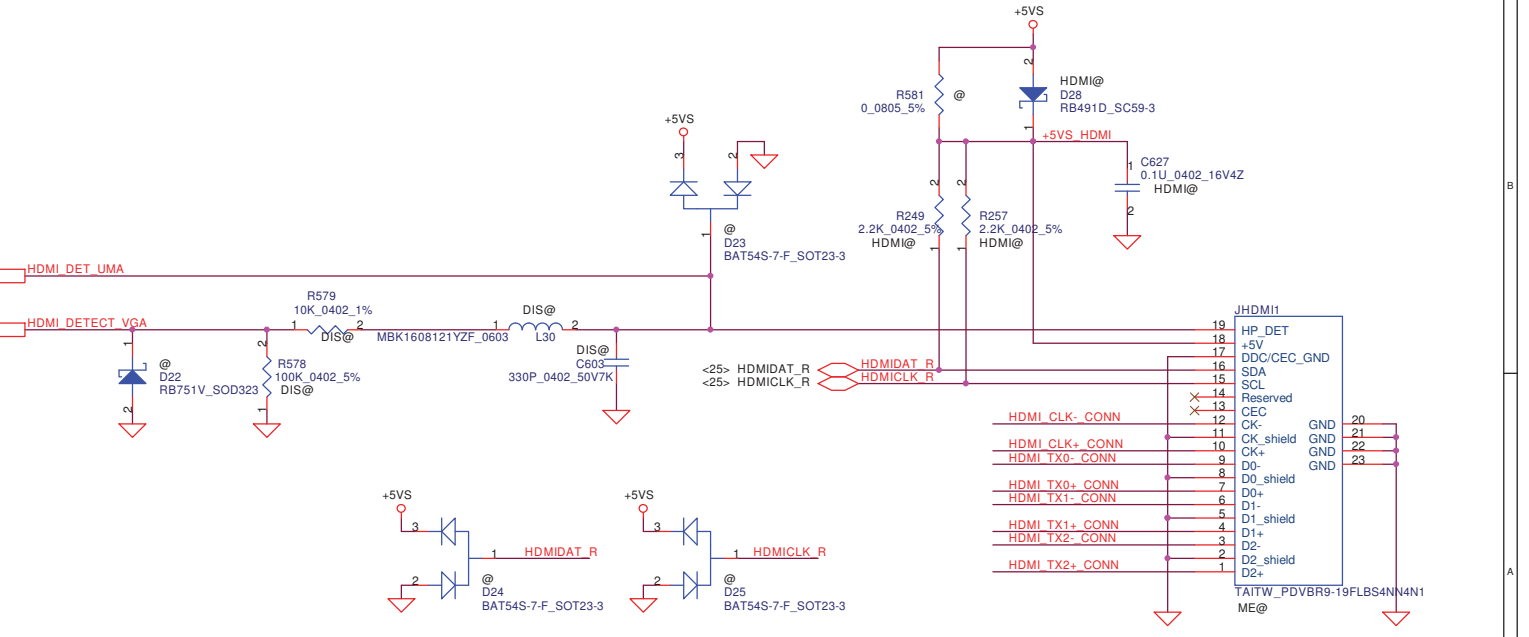 +5VS
R581
0_0805_5%
@
2
HDMI@
D28
RB491D_SC59-3
1
+5VS_HDMI
1
C627
0.1U_0402_16V4Z
HDMI@
2
B
+5VS
3
2
1
@
D23
BAT54S-7-F_SOT23-3
2
R249
2.2K_0402_5%
HDMI@
1
2
R257
2.2K_0402_5%
HDMI@
1
HDMI_DET_UMA
HDMI_DETECT_VGA
R579
10K_0402_1%
1
2
DIS@
DIS@
1
2
MBK1608121YZF_0603
L30
1
@
D22
RB751V_SOD323
2
2
R578
100K_0402_5%
DIS@
1
DIS@
C603
330P_0402_50V7K
<25> HDMIDAT_R
HDMIDAT_R
<25> HDMICLK_R
HDMICLK_R
JHDMI1
19 HP_DET
18 +5V
17 DDC/CEC_GND
16 SDA
15 SCL
14 Reserved
13 CEC
HDMI_CLK-_CONN 12 CK- GND 20
11 CK_shield GND 21
HDMI_CLK+_CONN 10 CK+ GND 22
HDMI_TX0-_CONN 9 D0- GND 23
8 D0_shield
HDMI_TX0+_CONN 7 D0+
HDMI_TX1-_CONN 6 D1-
5 D1_shield
HDMI_TX1+_CONN 4 D1+
HDMI_TX2-_CONN 3 D2-
2 D2_shield
HDMI_TX2+_CONN 1 D2+
TAITW_PDVBR9-19FLBS4NN4N1
ME@
A
+5VS
3
1
HDMIDAT_R
2
@
D24
BAT54S-7-F_SOT23-3
+5VS
3
1
HDMICLK_R
2
@
D25
BAT54S-7-F_SOT23-3